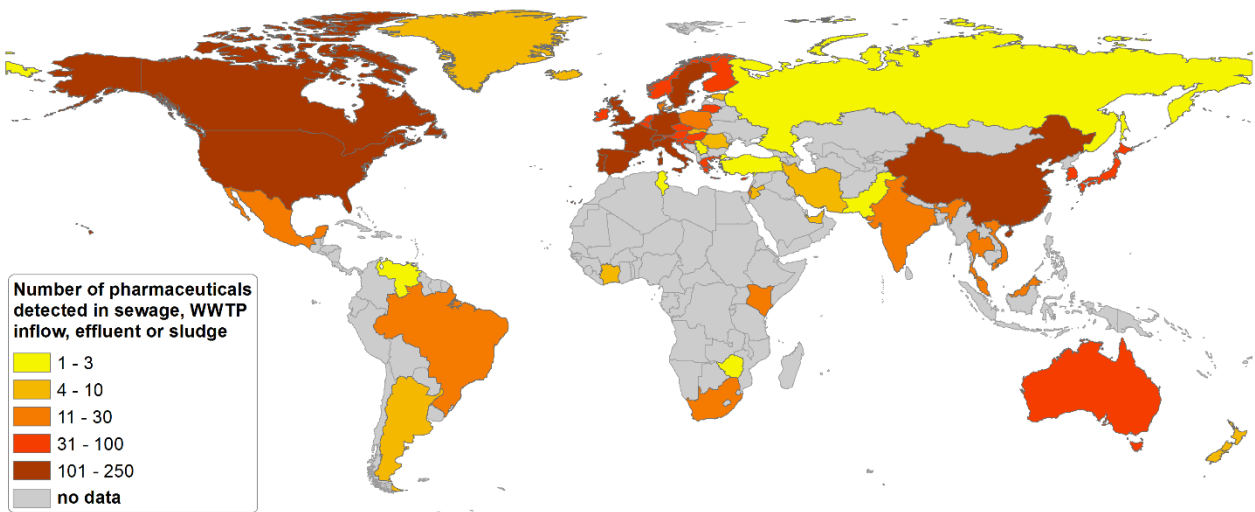 Number of pharmaceuticals
detected in sewage, WWTP
inflow, effluent or sludge
1 - 3
4 - 10
11 - 30
31 - 100
101 - 250
no data